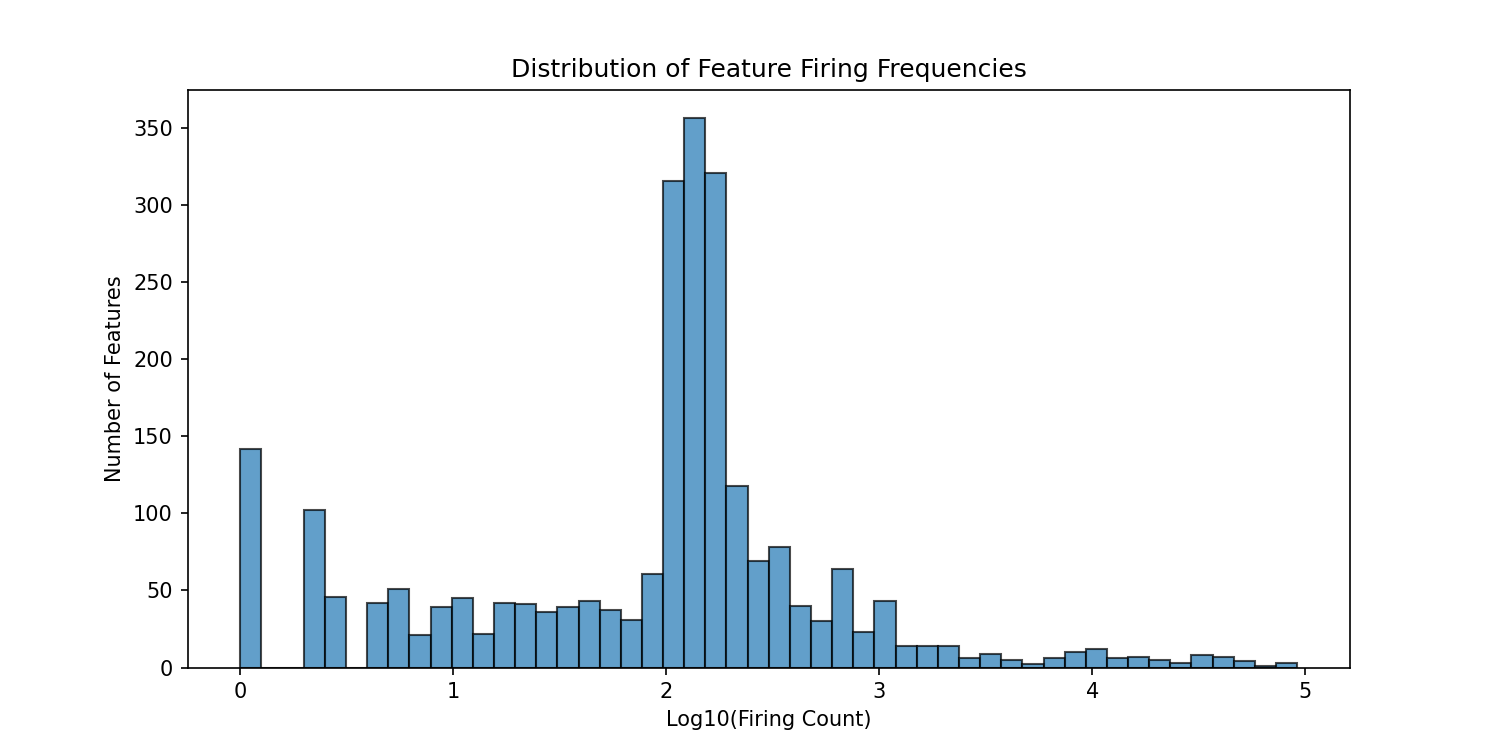 Distribution of Feature Firing Frequencies
350
300
250
200
150
100
50
0
Number of Features
0 1 2 3 4 5
Log10(Firing Count)